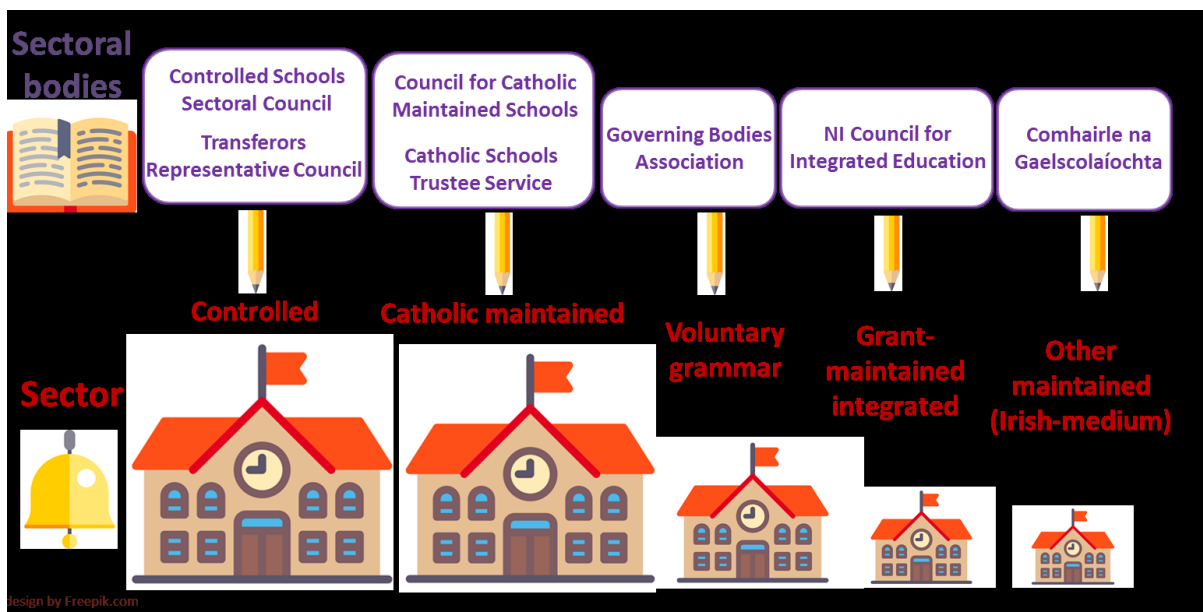 Sectoral
bodies
Controlled Schools
Sectoral Council
Transferors
Representative Council
Council for Catholic
Maintained Schools
Catholic Schools
Trustee Service
Governing Bodies
Association
NI Council for
Integrated Education
Comhairle na
Gaelscolaíochta
Sector
Controlled
Catholic maintained
Voluntary
grammar
Grant-
maintained
integrated
Other
maintained
(Irish-medium)
design by Freepik.com